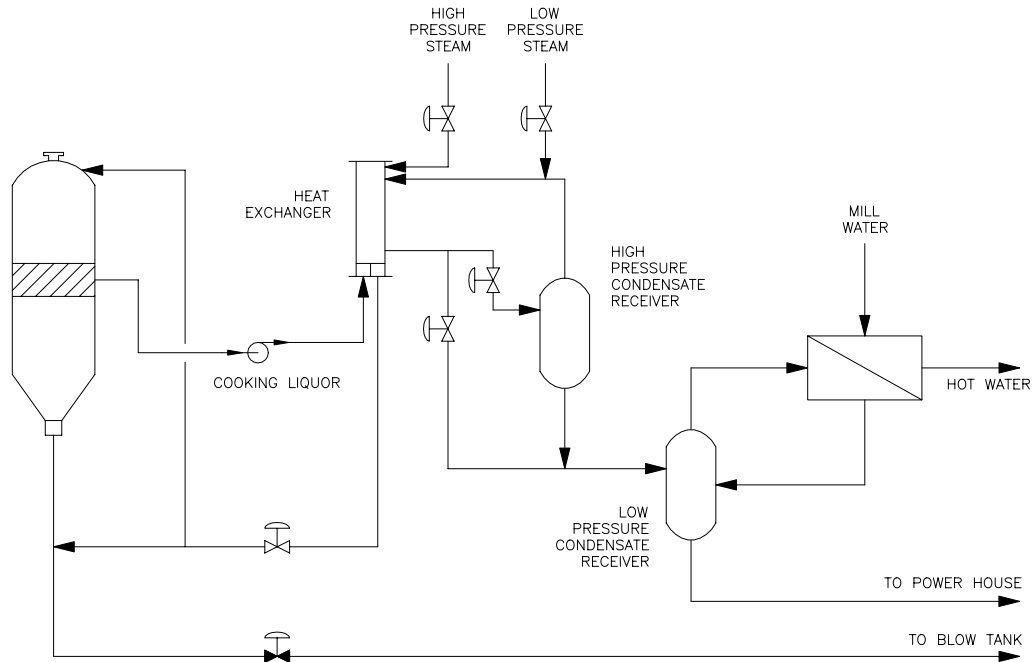 HIGH
PRESSURE
STEAM
LOW
PRESSURE
STEAM
HEAT
EXCHANGER
MILL
WATER
HIGH
PRESSURE
CONDENSATE
RECEIVER
COOKING LIQUOR
HOT WATER
LOW
PRESSURE
CONDENSATE
RECEIVER
TO POWER HOUSE
TO BLOW TANK